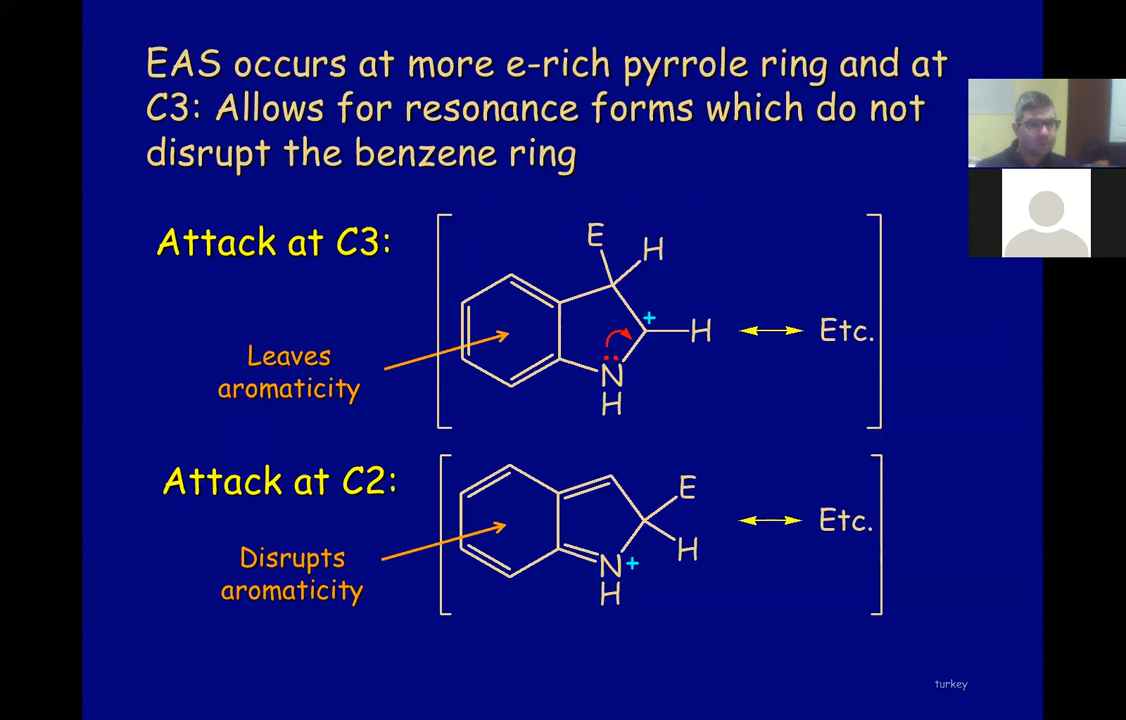 EAS occurs at more e-rich pyrrole ring and at
C3: Allows for resonance forms which do not
disrupt the benzene ring
Attack at C3:
E
H
+
H
Etc.
Leaves
aromaticity
N
H
Attack at C2:
E
Etc.
H
Disrupts
aromaticity
N +
H
turkey